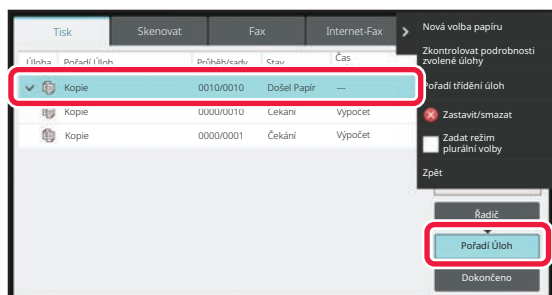 Tisk
Skenovat
Fax
Internet-Fax
Úloha
Pořadí Úloh
Průběh/sady
Stav
Čas
Kopie
0010/0010
Došel Papír
---
Kopie
0000/0010
Čekání
Výpočet
Kopie
0000/0001
Čekání
Výpočet
Nová volba papíru
Zkontrolovat podrobnosti
zvolené úlohy
Pořadí třídění úloh
Zastavit/smazat
Zadat režim
plurální volby
Zpět
Řadič
Pořadí Úloh
Dokončeno